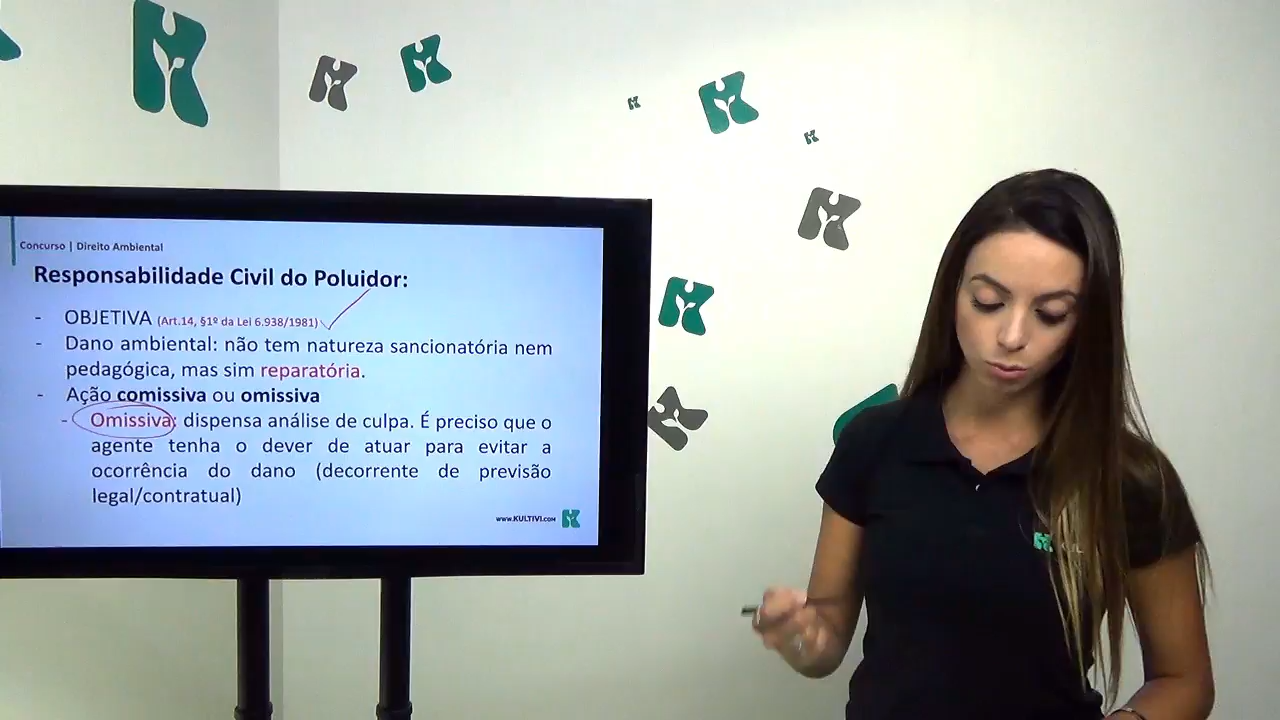 Concurso | Direito Ambiental
Responsabilidade Civil do Poluidor:
- OBJETIVA (Art.14, §1º da Lei 6.938/1981)
- Dano ambiental: não tem natureza sancionatória nem
pedagógica, mas sim reparatória.
- Ação comissiva ou omissiva
- Omissiva: dispensa análise de culpa. É preciso que o
agente tenha o dever de atuar para evitar a
ocorrência do dano (decorrente de previsão
legal/contratual)
www.KULTIVI.com